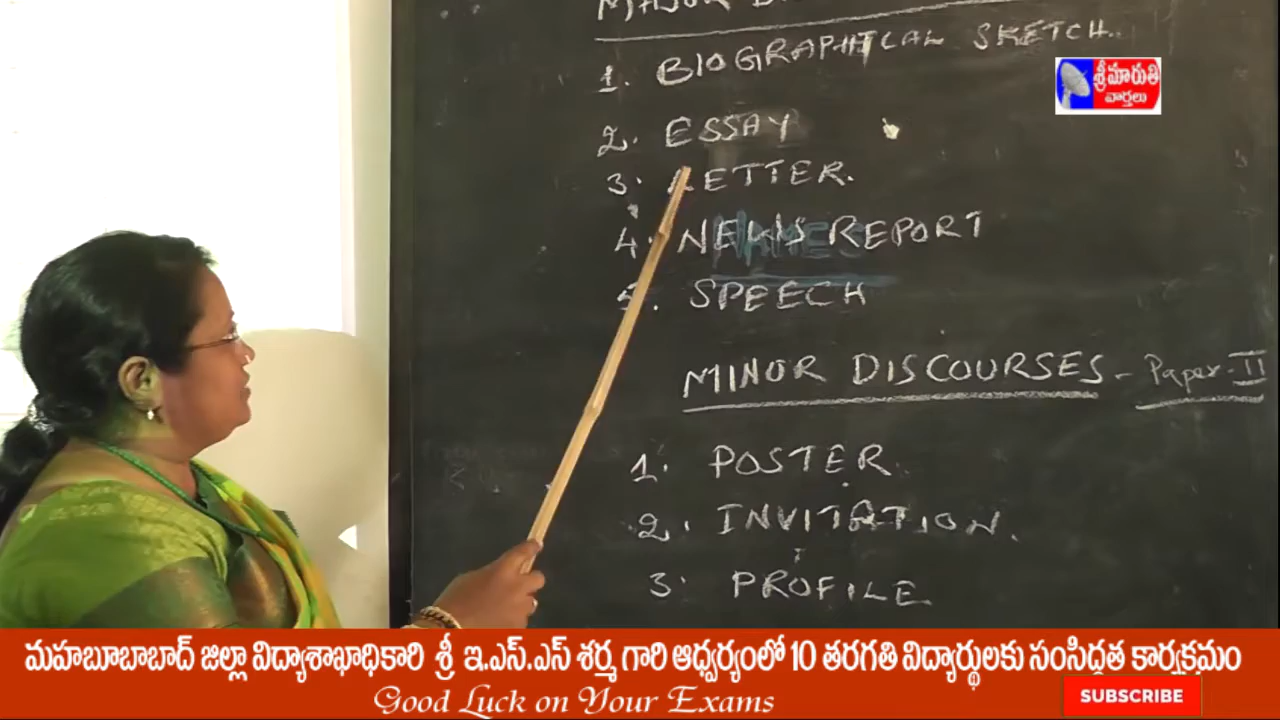 MAJOR
1. BIOGRAPHICAL SKETCH.
శ్రీమారుతి
వార్తలు
2. ESSAY
3. LETTER.
4. NEWS REPORT
NAMES
5. SPEECH
MINOR DISCOURSES - Paper-II
1. POSTER
2. INVITATION.
3. PROFILE
మహబూబాబాద్ జిల్లా విద్యాశాఖాధికారి శ్రీ ఇ.ఎస్.ఎస్ శర్మ గారి ఆధ్వర్యంలో 10 తరగతి విద్యార్థులకు సంసిద్ధత కార్యక్రమం
Good Luck on Your Exams
SUBSCRIBE